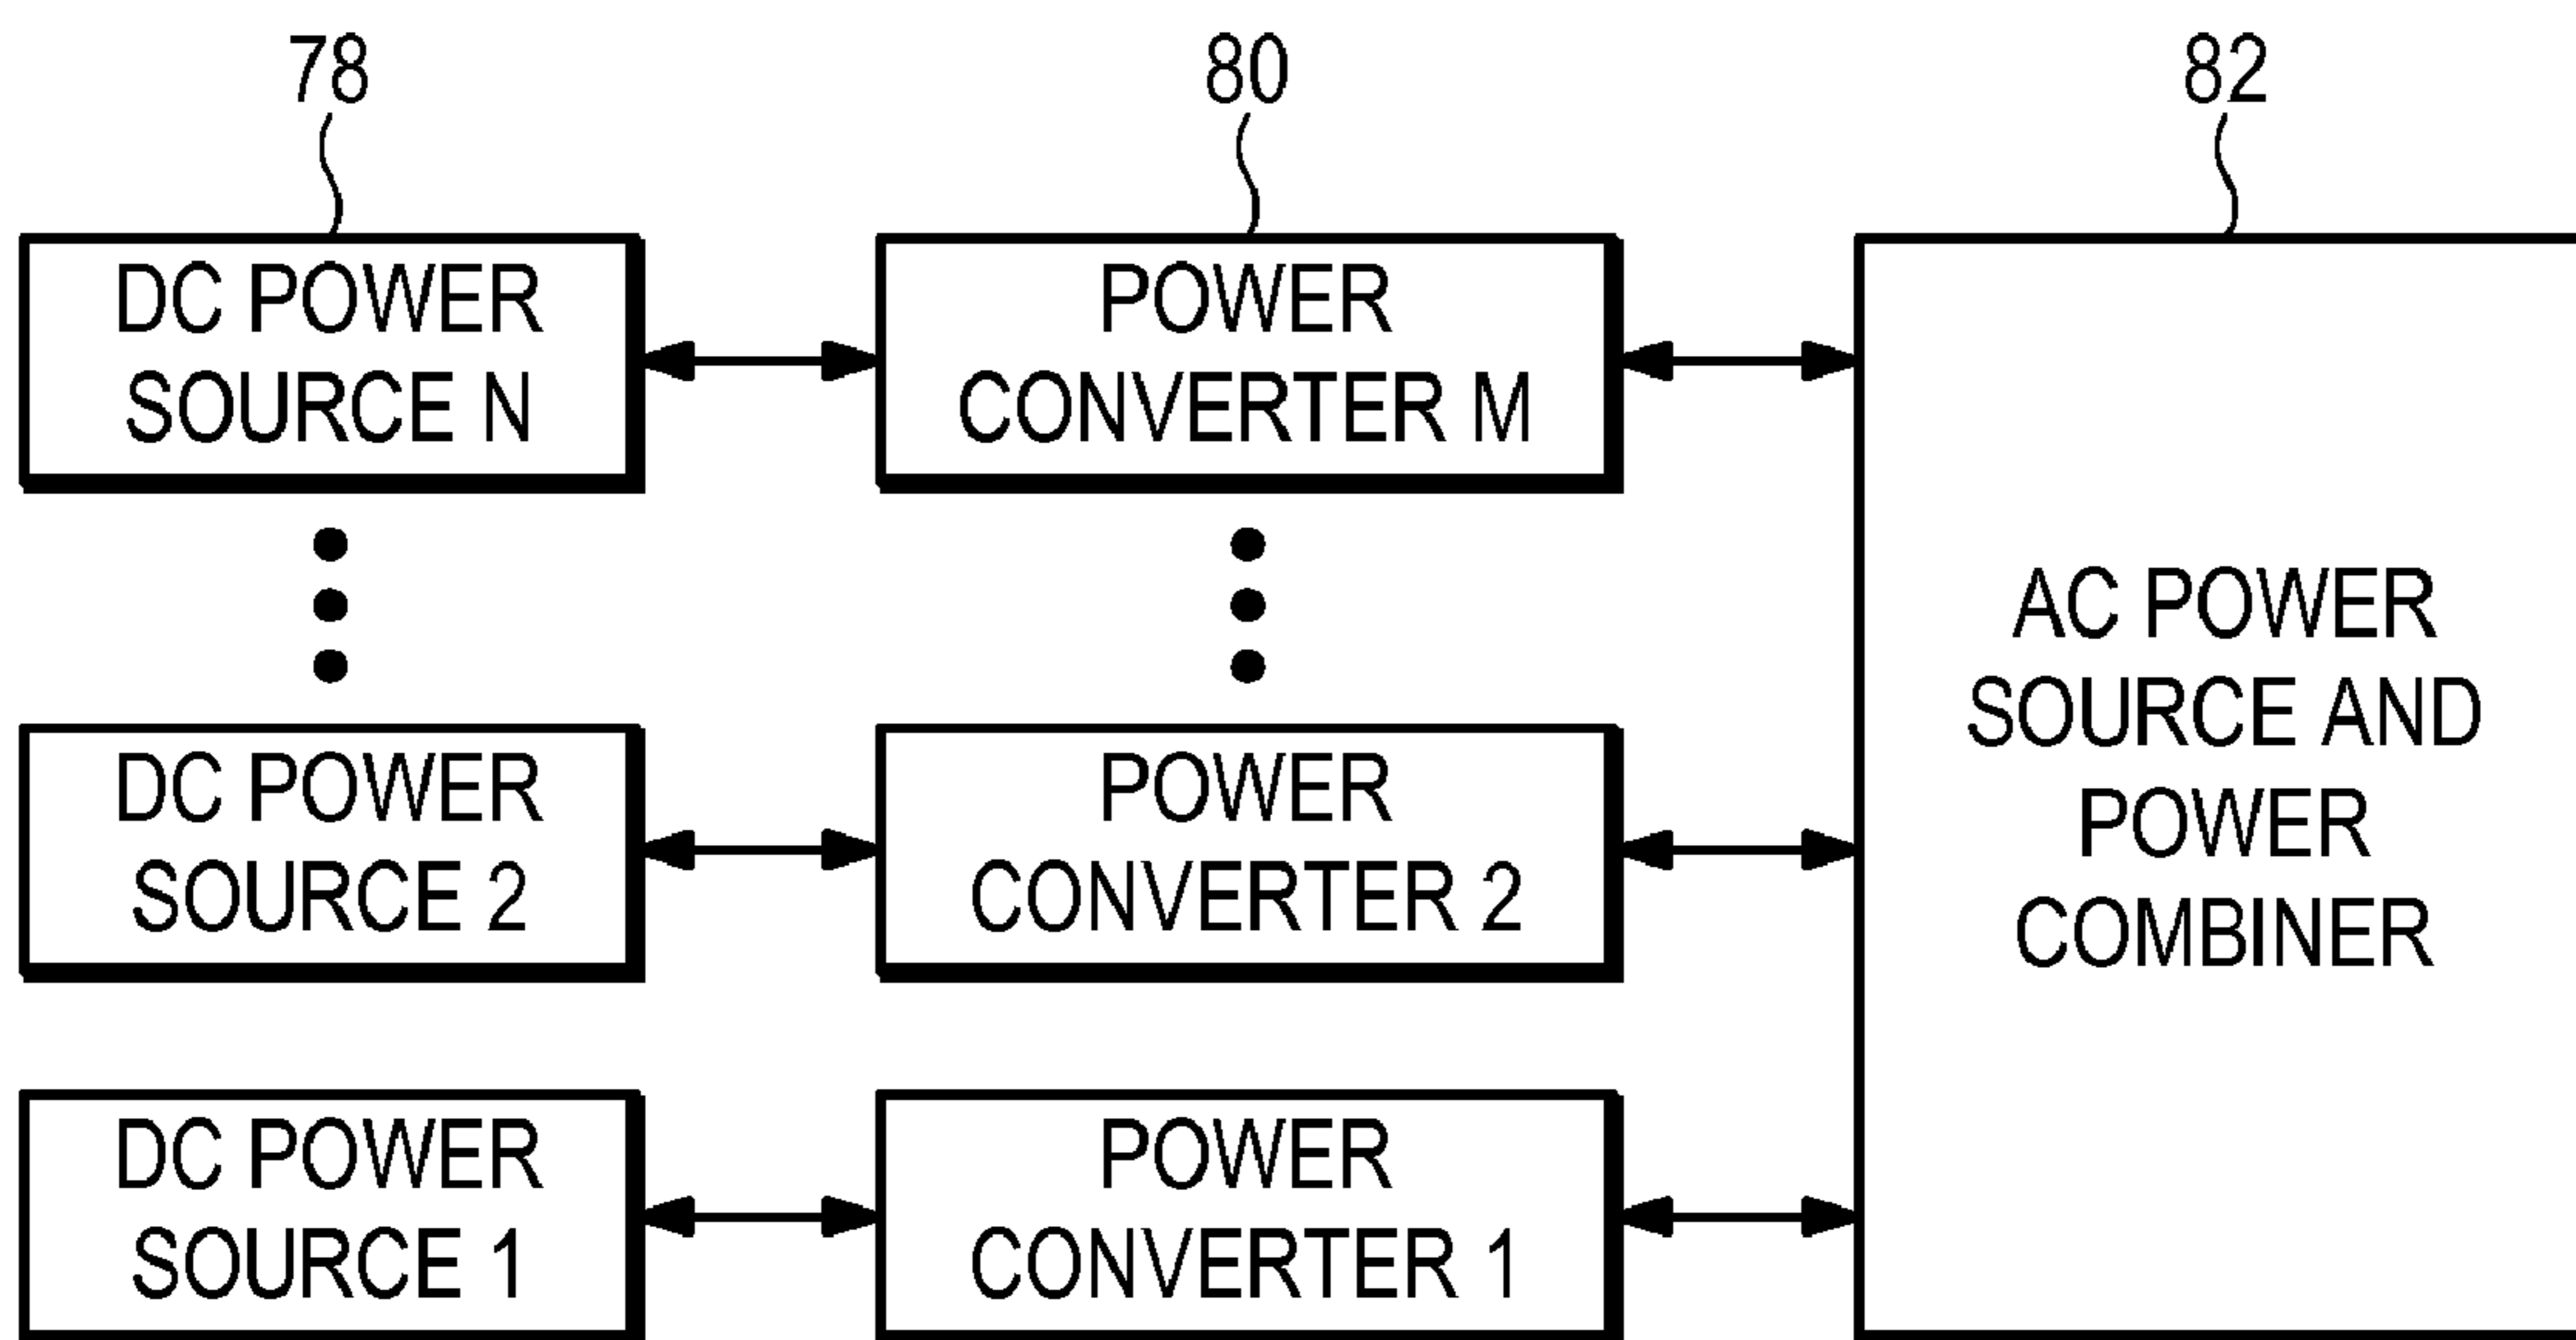 78
80
82
DC POWER
SOURCE N
POWER
CONVERTER M
DC POWER
SOURCE 2
POWER
CONVERTER 2
DC POWER
SOURCE 1
POWER
CONVERTER 1
AC POWER
SOURCE AND
POWER
COMBINER